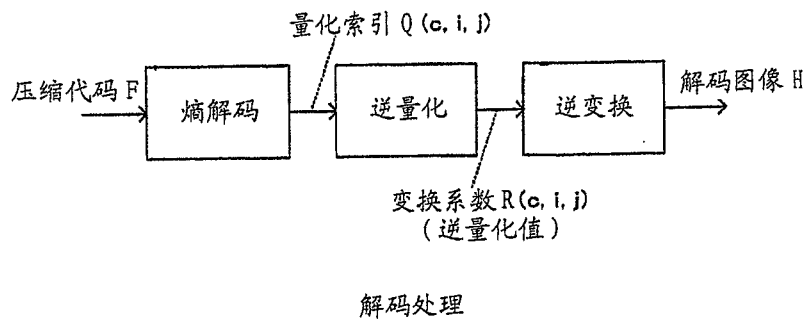 量化索引 Q (c, i, j)
压缩代码 F
熵解码
逆量化
逆变换
解码图像 H
变换系数 R (c, i, j)
(逆量化值)
解码处理